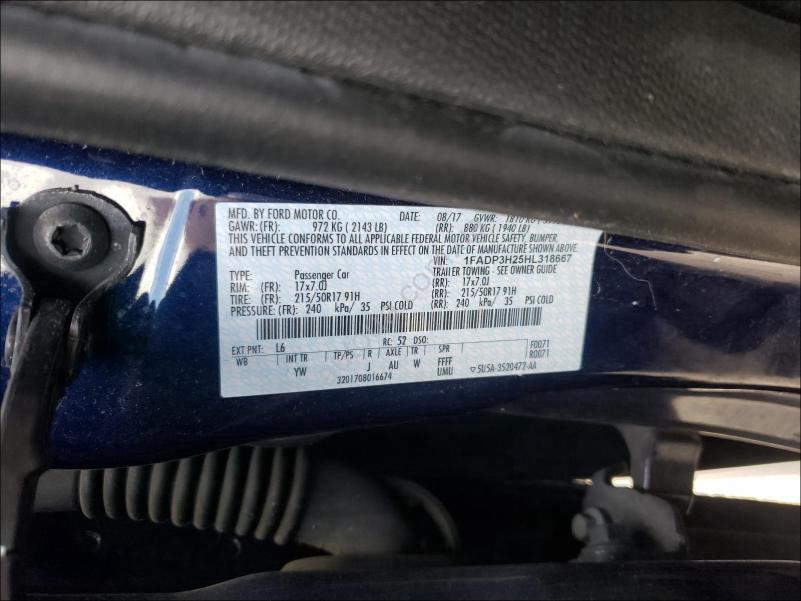 MFD. BY FORD MOTOR CO. DATE: 08/17 GVWR: 1810 KG
GAWR: (FR): 972 KG ( 2143 LB) (RR): 880 KG ( 1940 LB)
THIS VEHICLE CONFORMS TO ALL APPLICABLE FEDERAL MOTOR VEHICLE SAFETY, BUMPER,
AND THEFT PREVENTION STANDARDS IN EFFECT ON THE DATE OF MANUFACTURE SHOWN ABOVE.
VIN: 1FADP3H25HL318667
TYPE: Passenger Car TRAILER TOWING - SEE OWNER GUIDE
RIM: (FR): 17x7.0J (RR): 17x7.0J
TIRE: (FR): 215/50R17 91H (RR): 215/50R17 91H
PRESSURE: (FR): 240 kPa/ 35 PSI COLD (RR): 240 kPa/ 35 PSI COLD
EXT PNT: L6 RC: 52 DSO: F0071
WB INT TR TP/PS R AXLE TR SPR R0071
YW J AU W FFFF
UMU ▽5U5A-3520472-AA
3201708016674